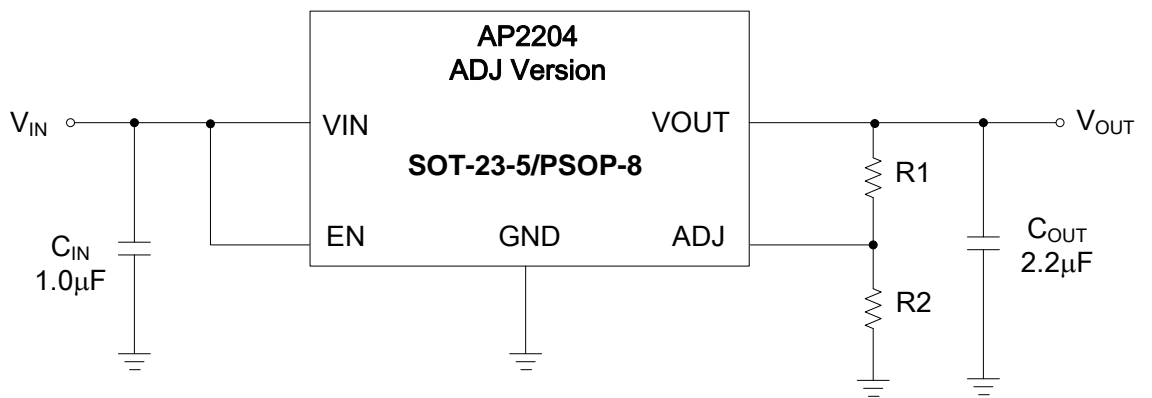 AP2204
ADJ Version
V_IN
VIN
VOUT
V_OUT
SOT-23-5/PSOP-8
R1
EN
GND
ADJ
C_IN
1.0μF
C_OUT
2.2μF
R2